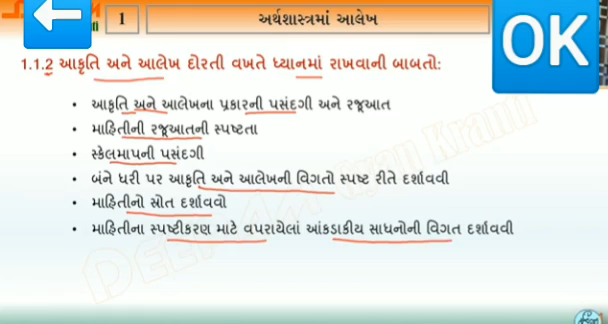 1 અર્થશાસ્ત્રમાં આલેખ
OK
1.1.2 આકૃતિ અને આલેખ દોરતી વખતે ધ્યાનમાં રાખવાની બાબતો:
• આકૃતિ અને આલેખના પ્રકારની પસંદગી અને રજૂઆત
• માહિતીની રજૂઆતની સ્પષ્ટતા
• સ્કેલમાપની પસંદગી
• બંને ધરી પર આકૃતિ અને આલેખની વિગતો સ્પષ્ટ રીતે દર્શાવવી
• માહિતીનો સ્રોત દર્શાવવો
• માહિતીના સ્પષ્ટીકરણ માટે વપરાયેલાં આંકડાકીય સાધનોની વિગત દર્શાવવી